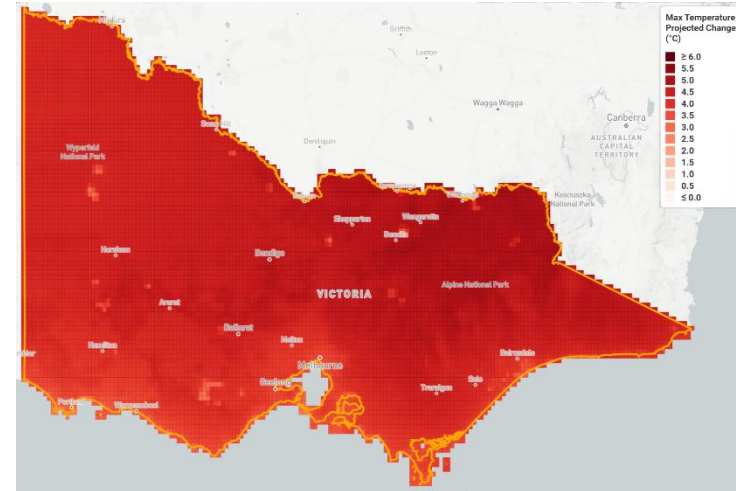 Max Temperature
Projected Change
(°C)
≥ 6.0
5.5
5.0
4.5
4.0
3.5
3.0
2.5
2.0
1.5
1.0
0.5
≤ 0.0
Griffith
Leeton
Wagga Wagga
Canberra
AUSTRALIAN
CAPITAL
TERRITORY
Deniliquin
Kosciuszko
National Park
Wyperfeld
National Park
Shepparton
Wangaratta
Benalla
Horsham
Bendigo
VICTORIA
Alpine National Park
Ararat
Ballarat
Melton
Hamilton
Melbourne
Bairnsdale
Geelong
Sale
Traralgon
Portland
Warrnambool